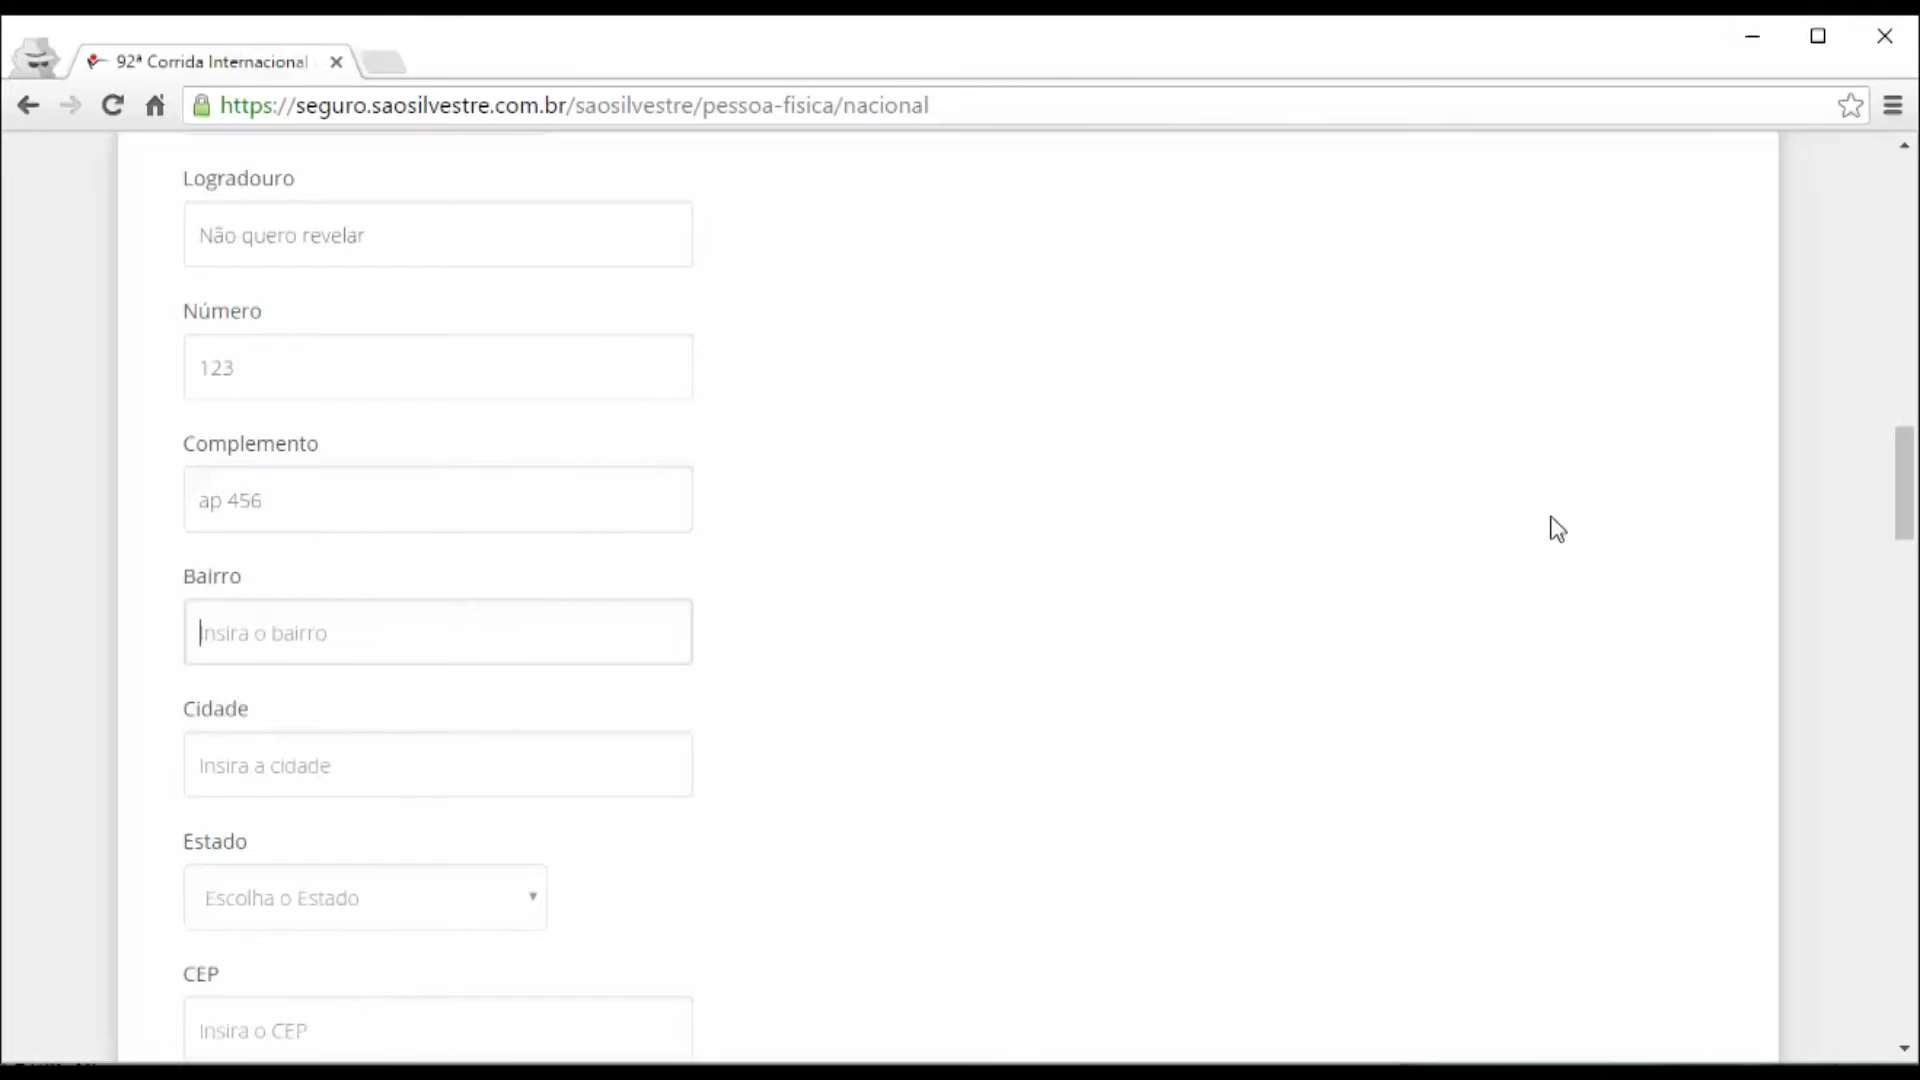 92ª Corrida Internacional
https://seguro.saosilvestre.com.br/saosilvestre/pessoa-fisica/nacional
Logradouro
Não quero revelar
Número
123
Complemento
ap 456
Bairro
Insira o bairro
Cidade
Insira a cidade
Estado
Escolha o Estado
CEP
Insira o CEP